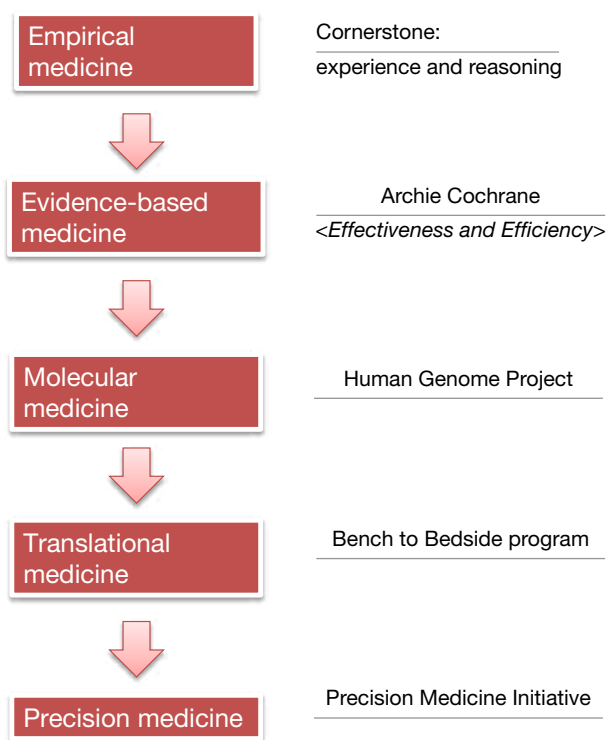 Empirical
medicine
Cornerstone:
experience and reasoning
Evidence-based
medicine
Archie Cochrane
<Effectiveness and Efficiency>
Molecular
medicine
Human Genome Project
Translational
medicine
Bench to Bedside program
Precision medicine
Precision Medicine Initiative